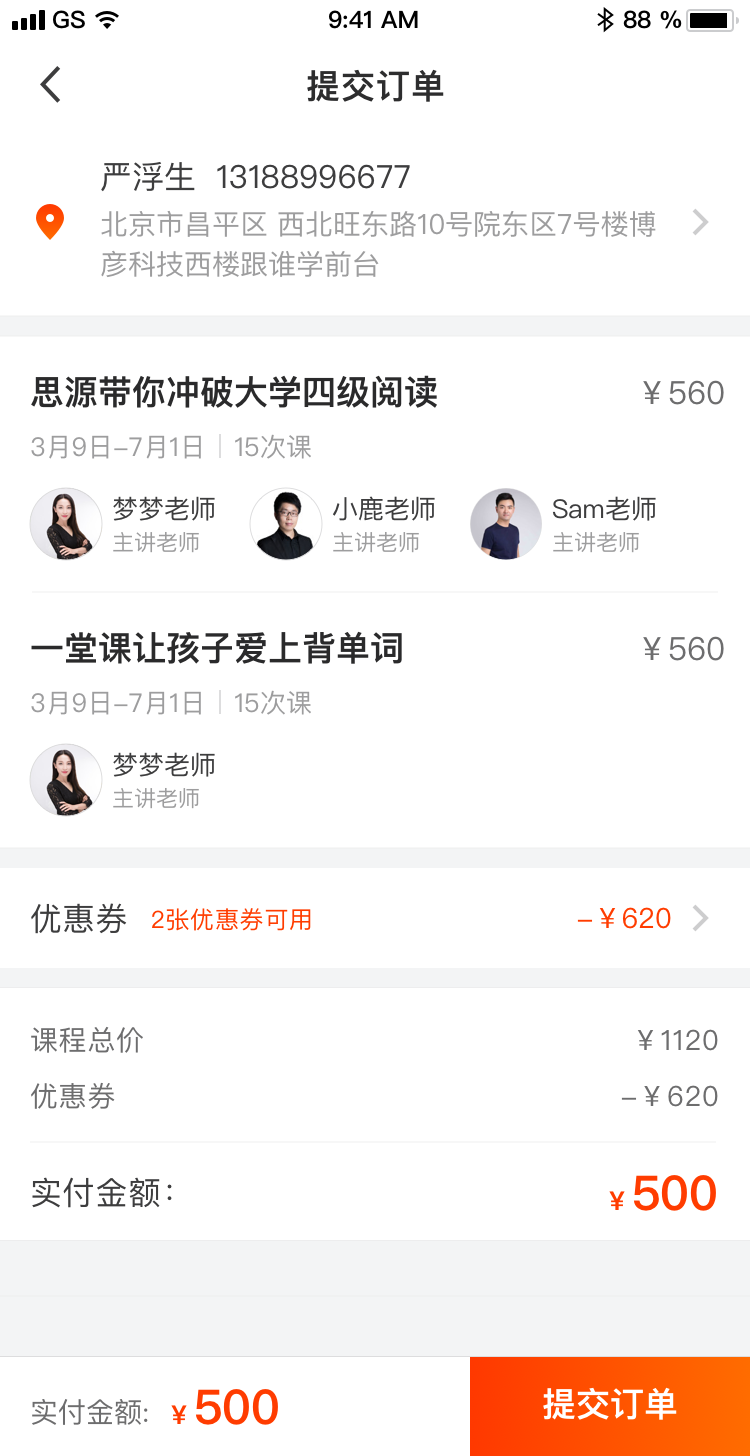 GS 9:41 AM 88 %
提交订单
严浮生 13188996677
北京市昌平区 西北旺东路10号院东区7号楼博
彦科技西楼跟谁学前台
思源带你冲破大学四级阅读 ¥ 560
3月9日–7月1日 | 15次课
梦梦老师 小鹿老师 Sam老师
主讲老师 主讲老师 主讲老师
一堂课让孩子爱上背单词 ¥ 560
3月9日–7月1日 | 15次课
梦梦老师
主讲老师
优惠券 2张优惠券可用 – ¥ 620
课程总价 ¥ 1120
优惠券 – ¥ 620
实付金额： ¥ 500
实付金额: ¥ 500 提交订单